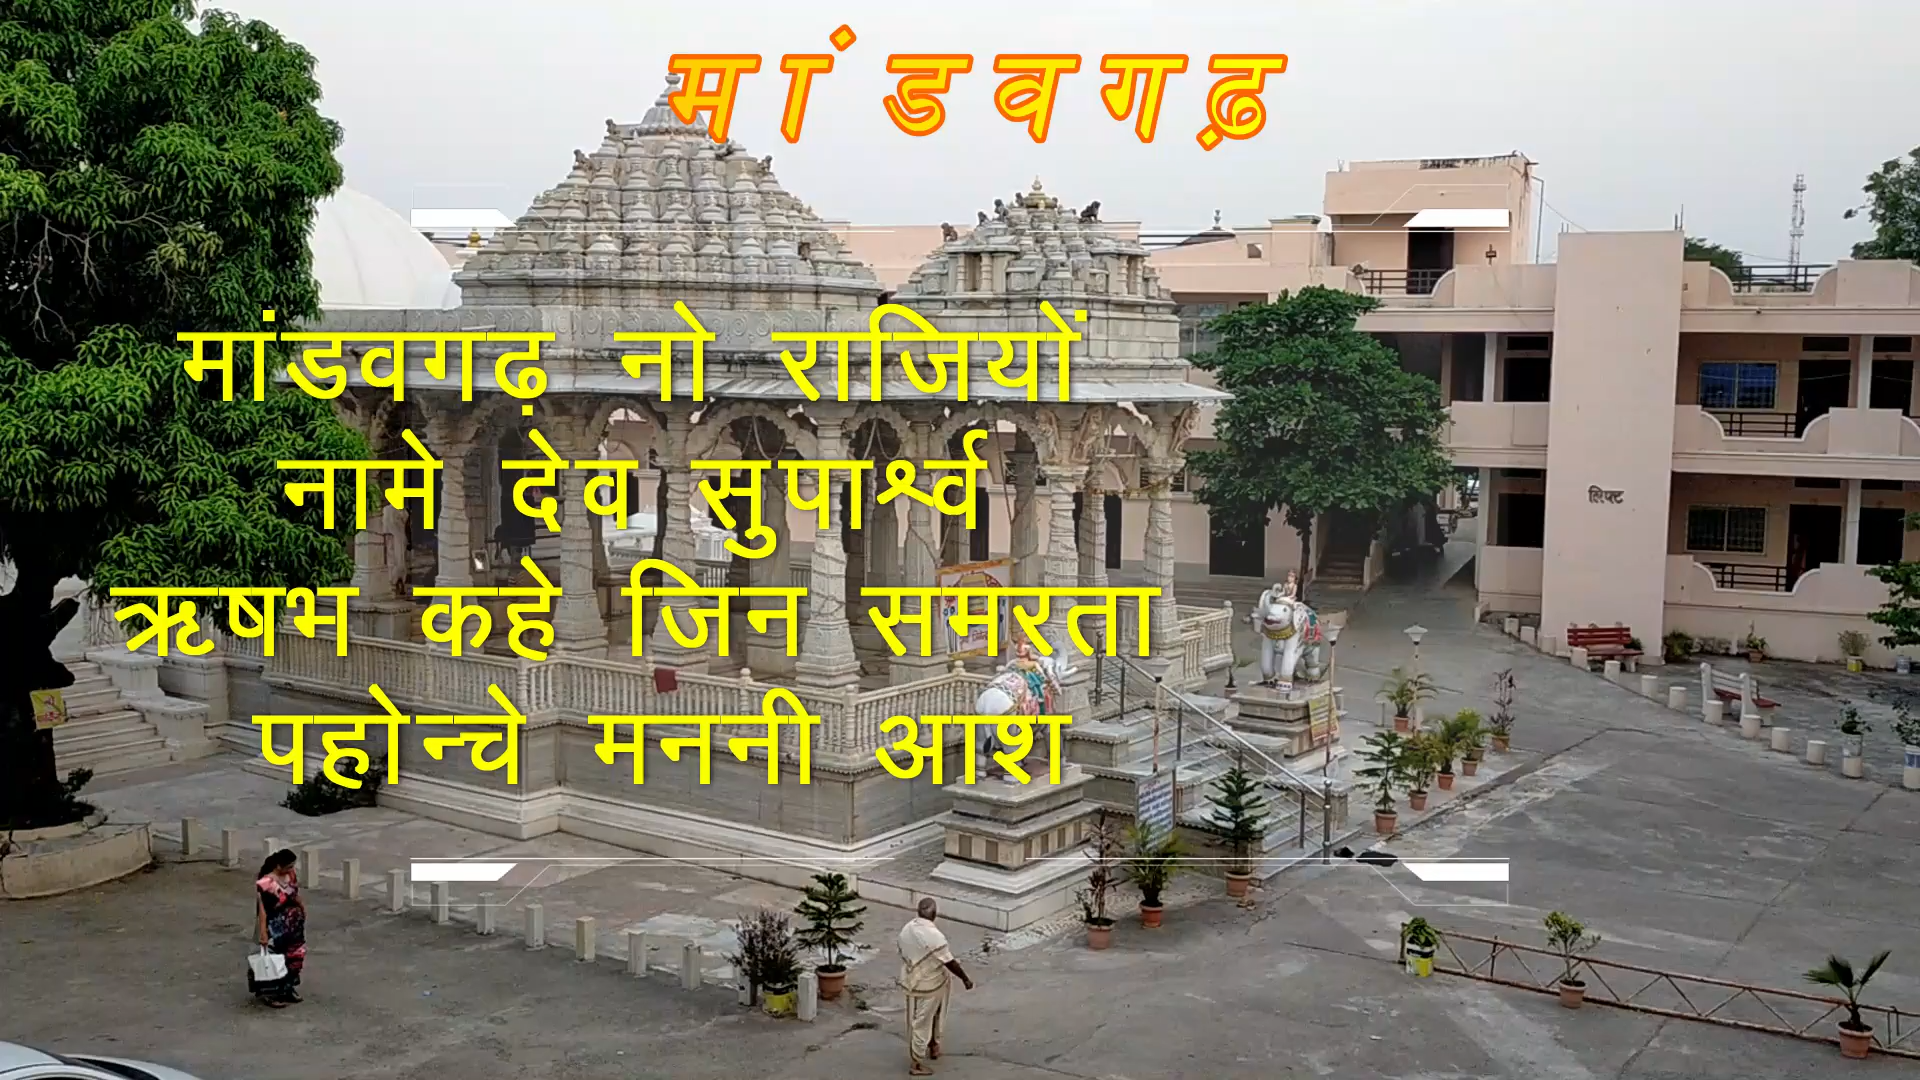 मांडवगढ़
मांडवगढ़ नो राजियों
नामे देव सुपार्श्व
ऋषभ कहे जिन समरता
पहोन्चे मननी आश
लिफ्ट